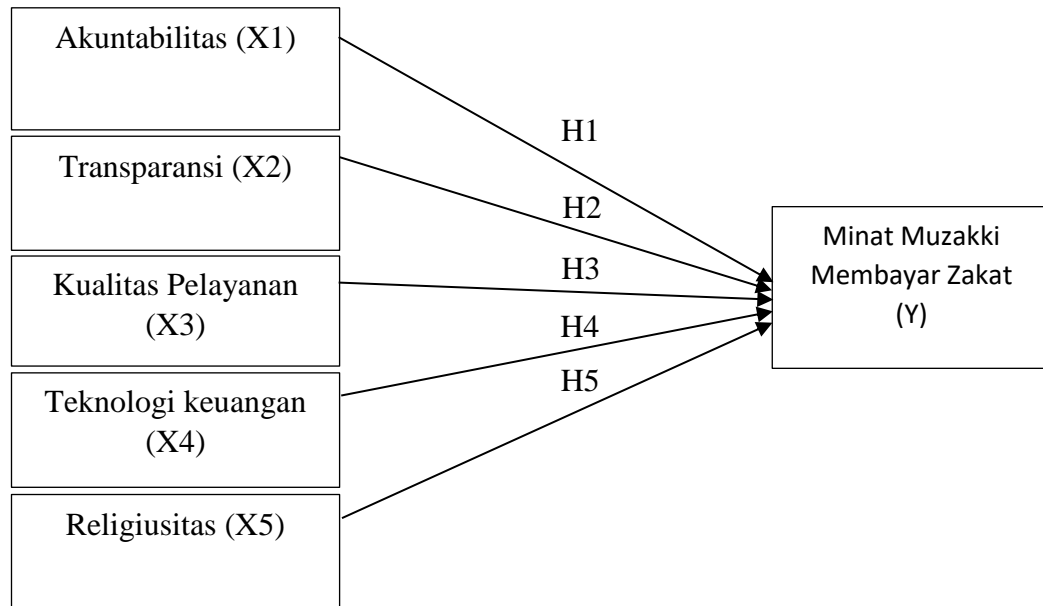 Akuntabilitas (X1)
H1
Transparansi (X2)
H2
Minat Muzakki
Membayar Zakat
(Y)
Kualitas Pelayanan
(X3)
H3
H4
Teknologi keuangan
(X4)
H5
Religiusitas (X5)